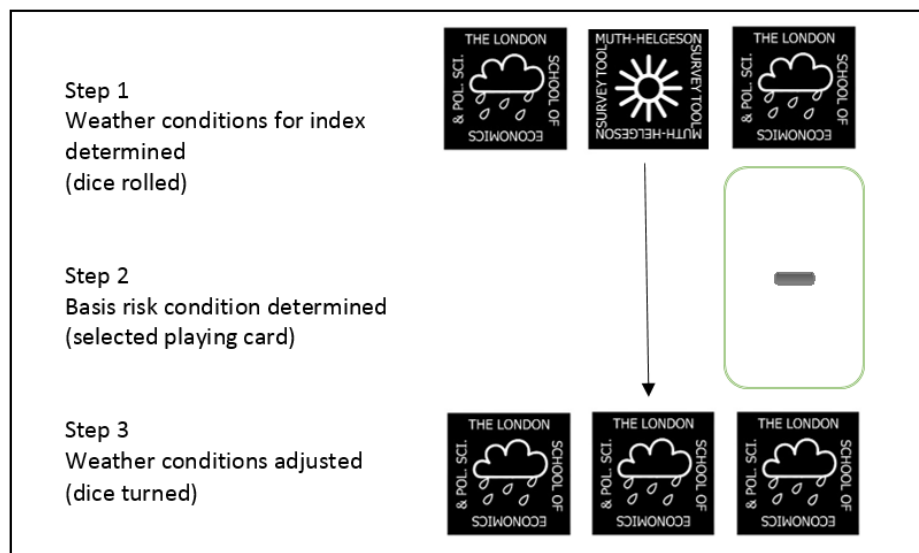 THE LONDON
SCHOOL OF
ECONOMICS
& POL. SCI.
MUTH-HELGESON
SURVEY TOOL
MUTH-HELGESON
SURVEY TOOL
THE LONDON
SCHOOL OF
ECONOMICS
& POL. SCI.
Step 1
Weather conditions for index
determined
(dice rolled)
Step 2
Basis risk condition determined
(selected playing card)
Step 3
Weather conditions adjusted
(dice turned)
THE LONDON
SCHOOL OF
ECONOMICS
& POL. SCI.
THE LONDON
SCHOOL OF
ECONOMICS
& POL. SCI.
THE LONDON
SCHOOL OF
ECONOMICS
& POL. SCI.